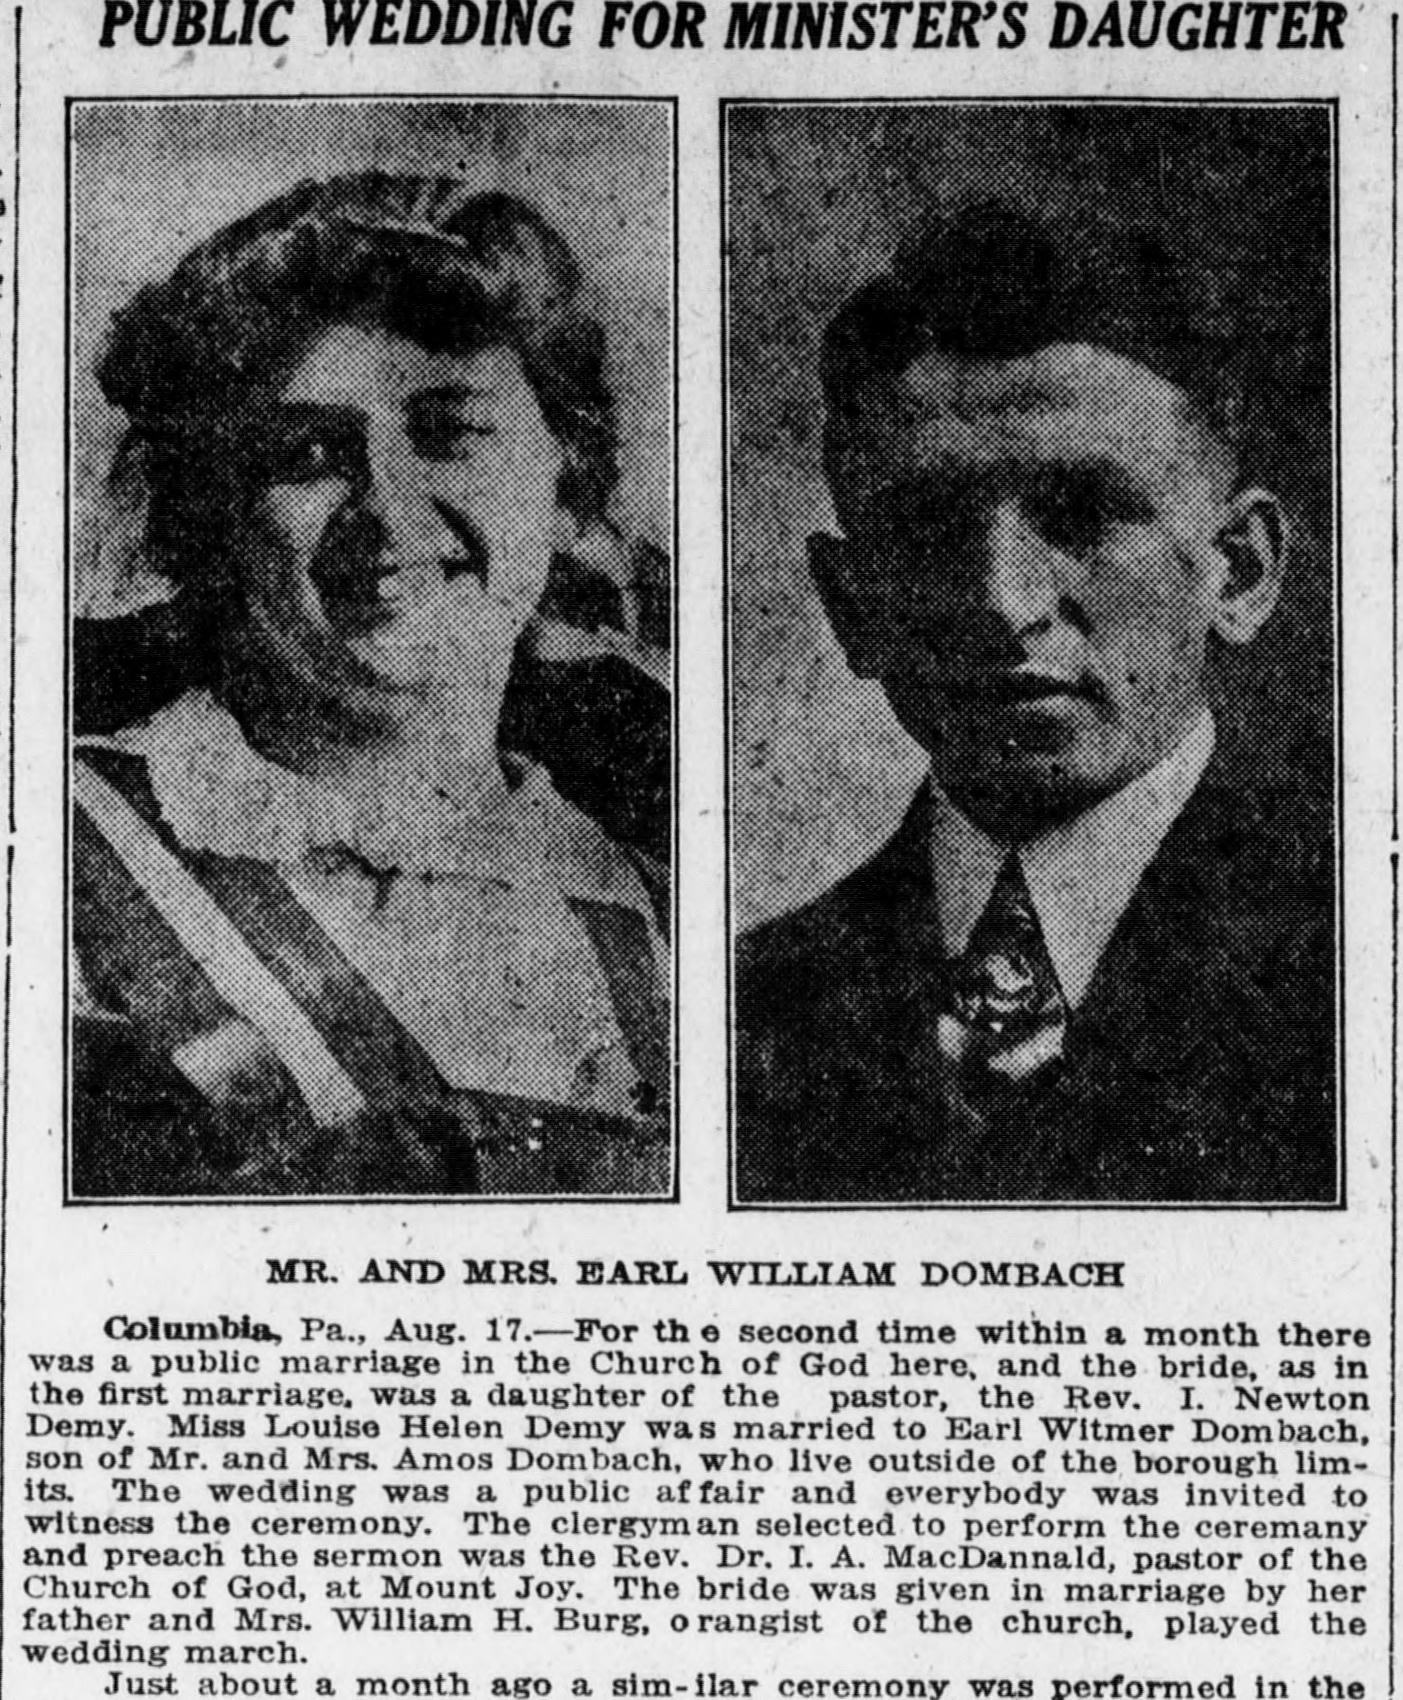 PUBLIC WEDDING FOR MINISTER'S DAUGHTER
MR. AND MRS. EARL WILLIAM DOMBACH
Columbia, Pa., Aug. 17.—For the second time within a month there
was a public marriage in the Church of God here, and the bride, as in
the first marriage, was a daughter of the pastor, the Rev. I. Newton
Demy. Miss Louise Helen Demy was married to Earl Witmer Dombach,
son of Mr. and Mrs. Amos Dombach, who live outside of the borough lim-
its. The wedding was a public affair and everybody was invited to
witness the ceremony. The clergyman selected to perform the ceremany
and preach the sermon was the Rev. Dr. I. A. MacDannald, pastor of the
Church of God, at Mount Joy. The bride was given in marriage by her
father and Mrs. William H. Burg, orangist of the church, played the
wedding march.
Just about a month ago a sim-ilar ceremony was performed in the